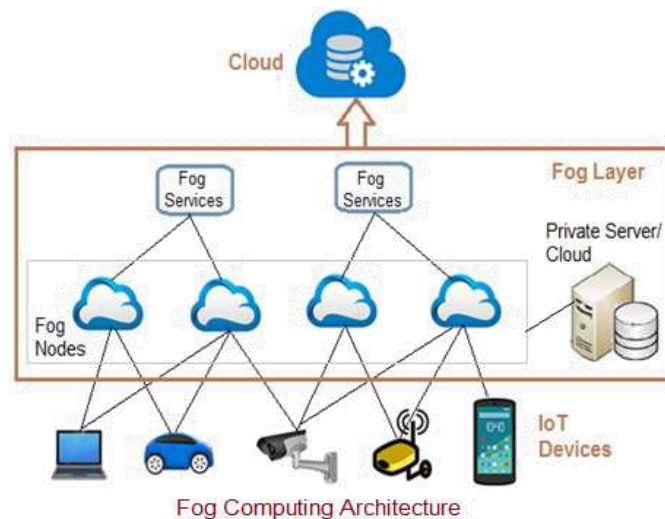 Cloud
Fog Layer
Fog
Services
Fog
Services
Private Server/
Cloud
Fog
Nodes
IoT
Devices
Fog Computing Architecture